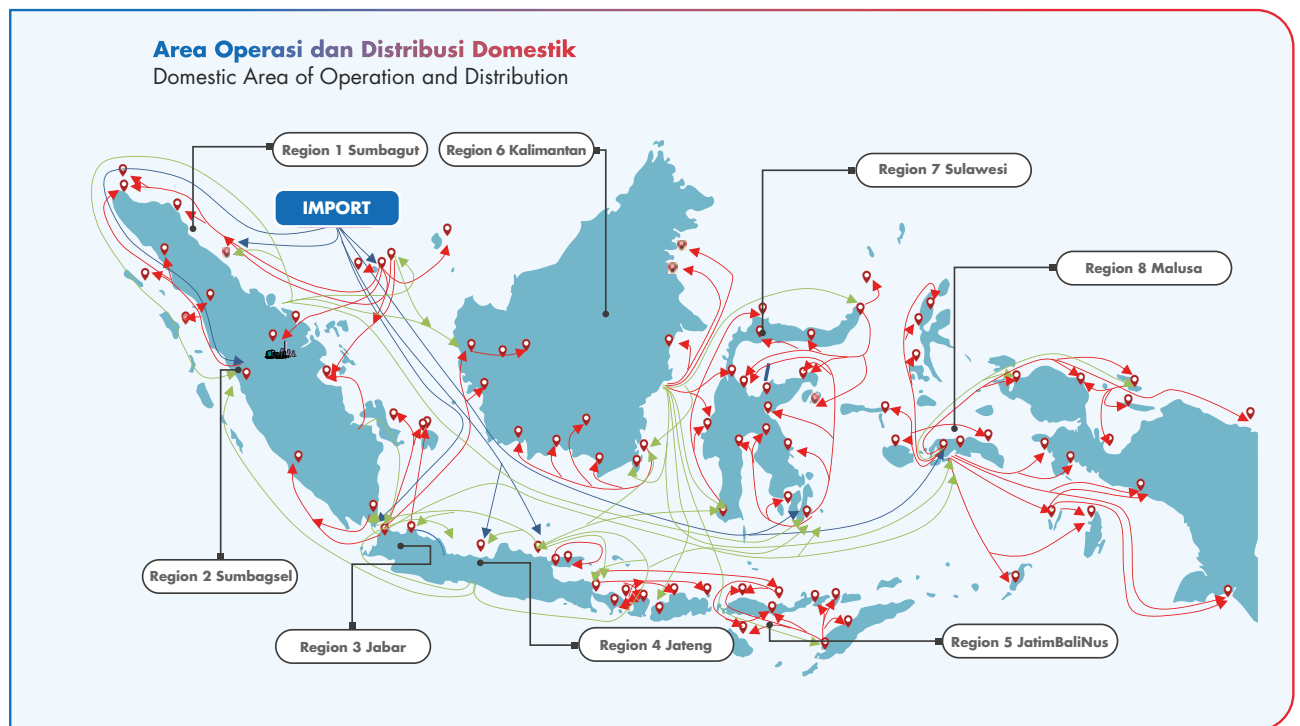 Area Operasi dan Distribusi Domestik
Domestic Area of Operation and Distribution
Region 1 Sumbagut
Region 6 Kalimantan
Region 7 Sulawesi
IMPORT
Region 8 Malusa
Region 2 Sumbagsel
Region 3 Jabar
Region 4 Jateng
Region 5 JatimBaliNus